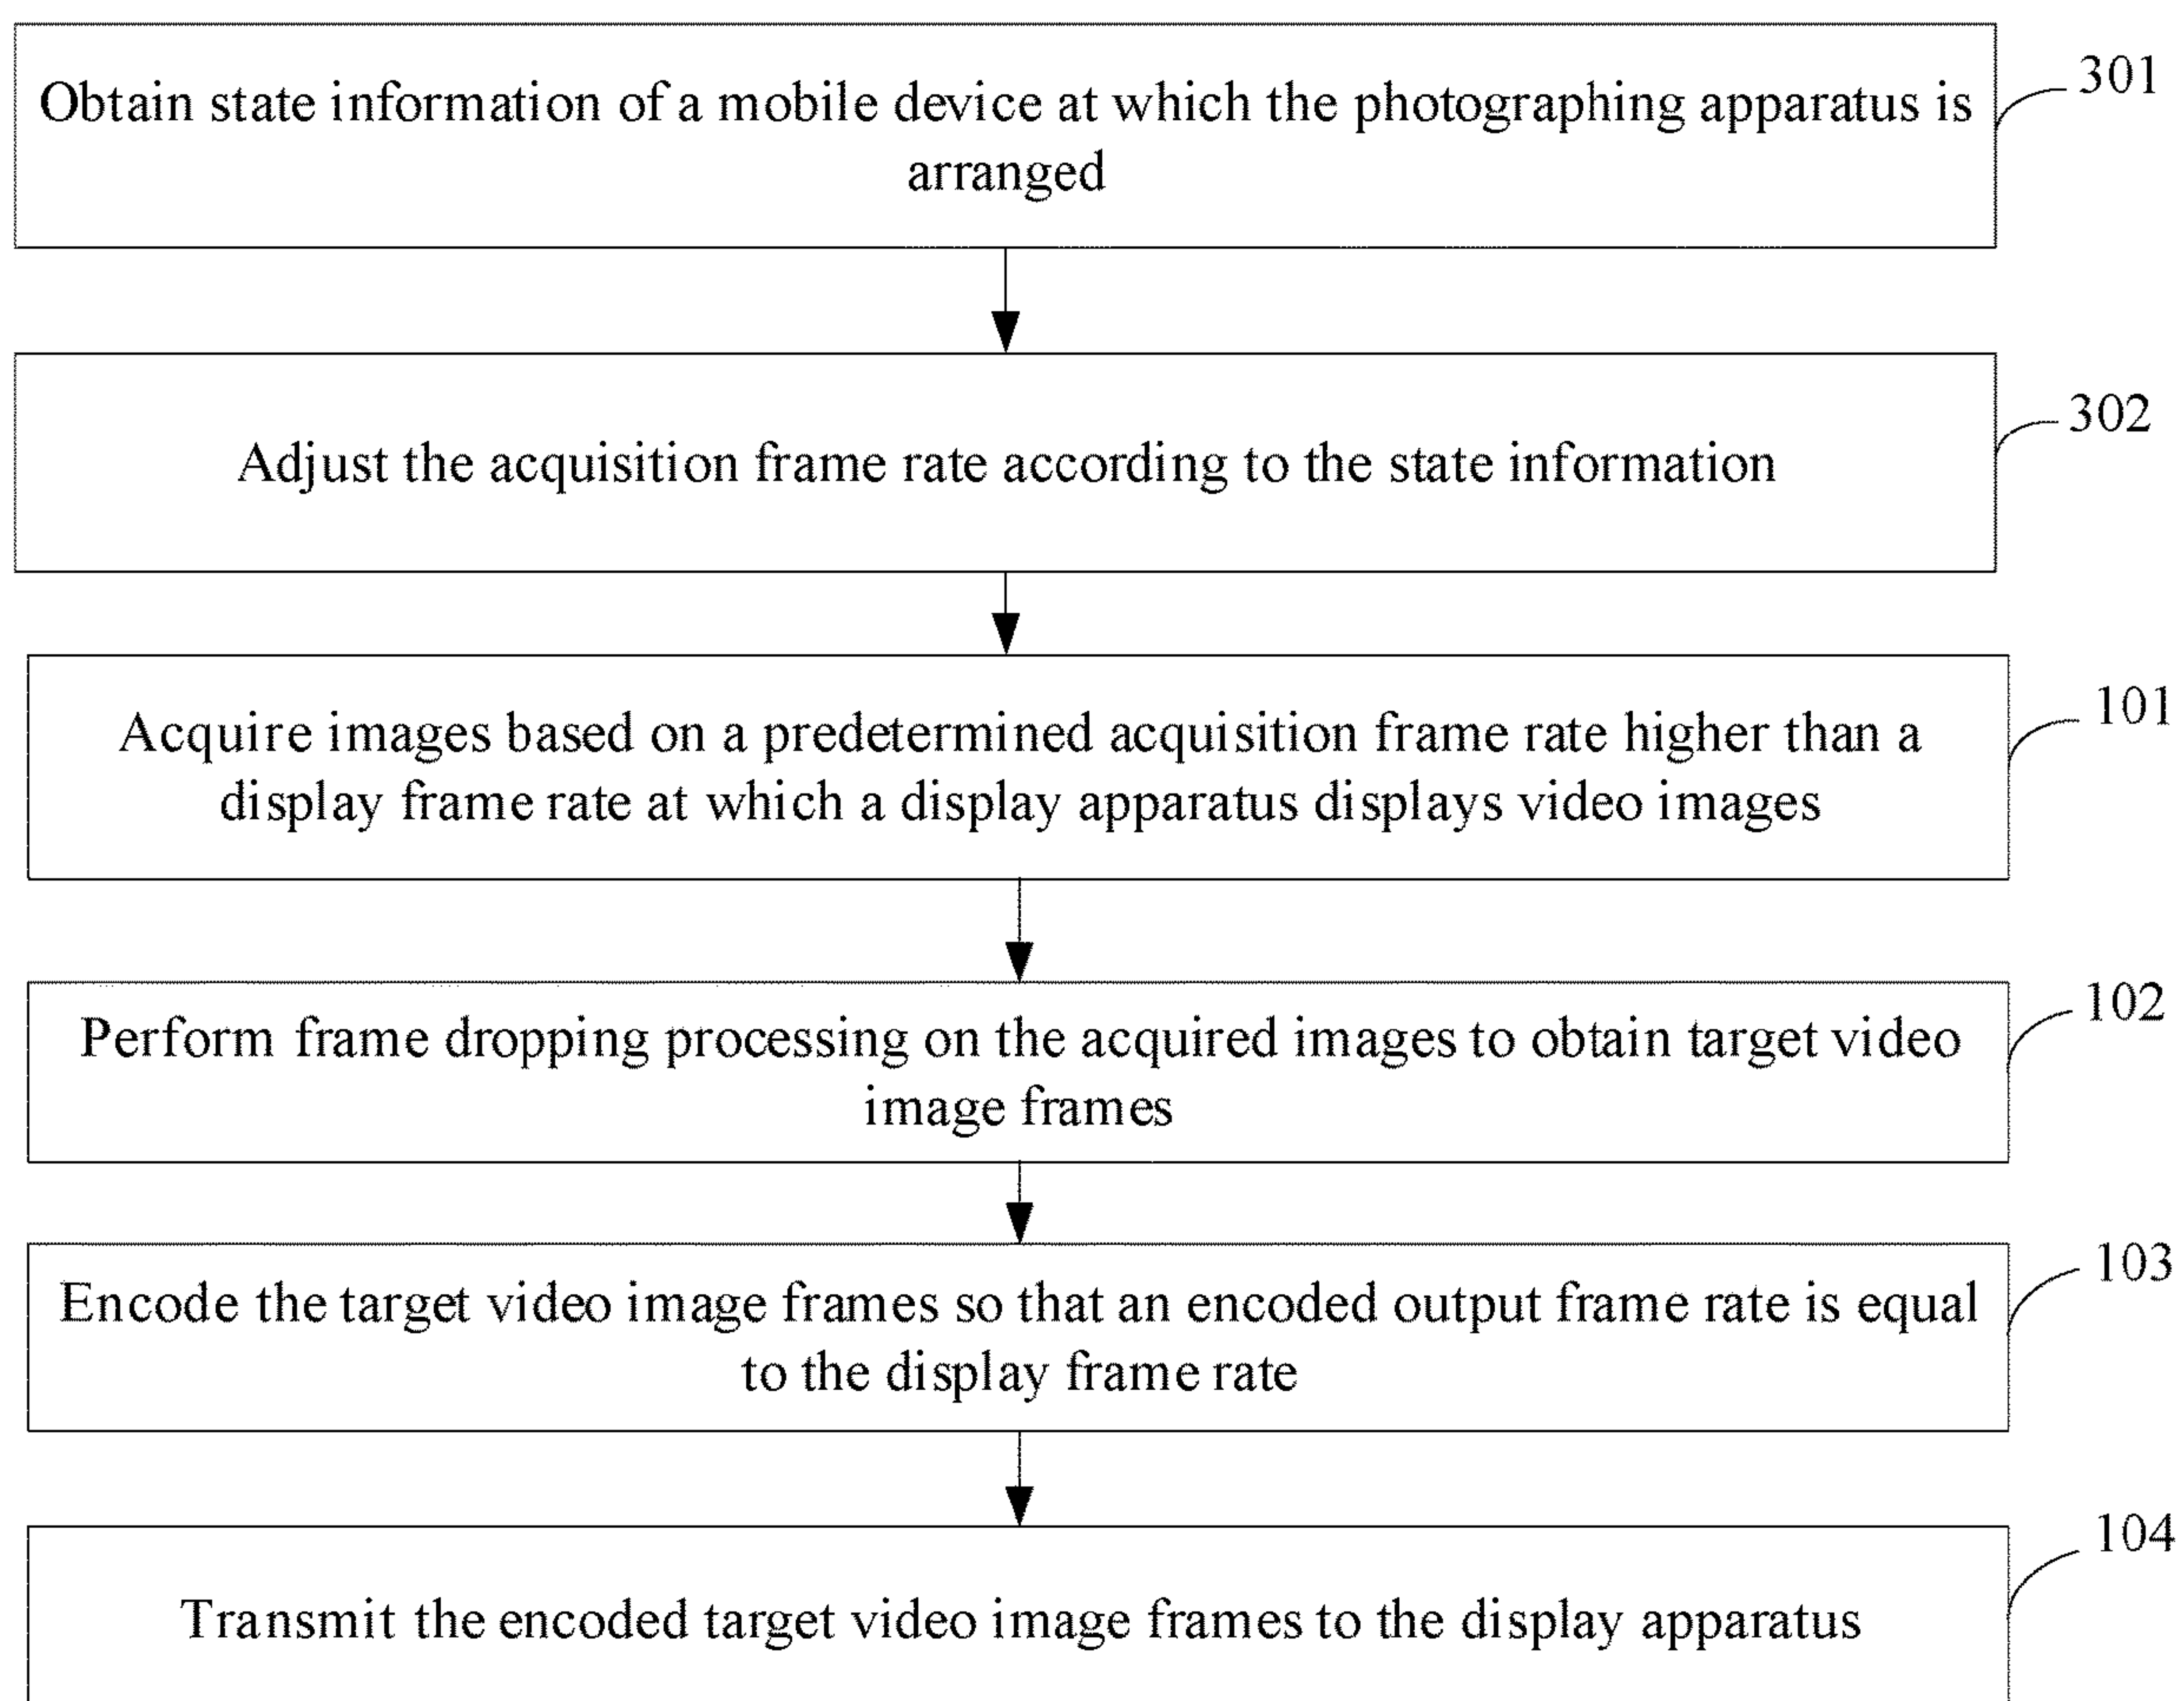 Obtain state information of a mobile device at which the photographing apparatus is
arranged
301
Adjust the acquisition frame rate according to the state information
302
Acquire images based on a predetermined acquisition frame rate higher than a
display frame rate at which a display apparatus displays video images
101
Perform frame dropping processing on the acquired images to obtain target video
image frames
102
Encode the target video image frames so that an encoded output frame rate is equal
to the display frame rate
103
Transmit the encoded target video image frames to the display apparatus
104